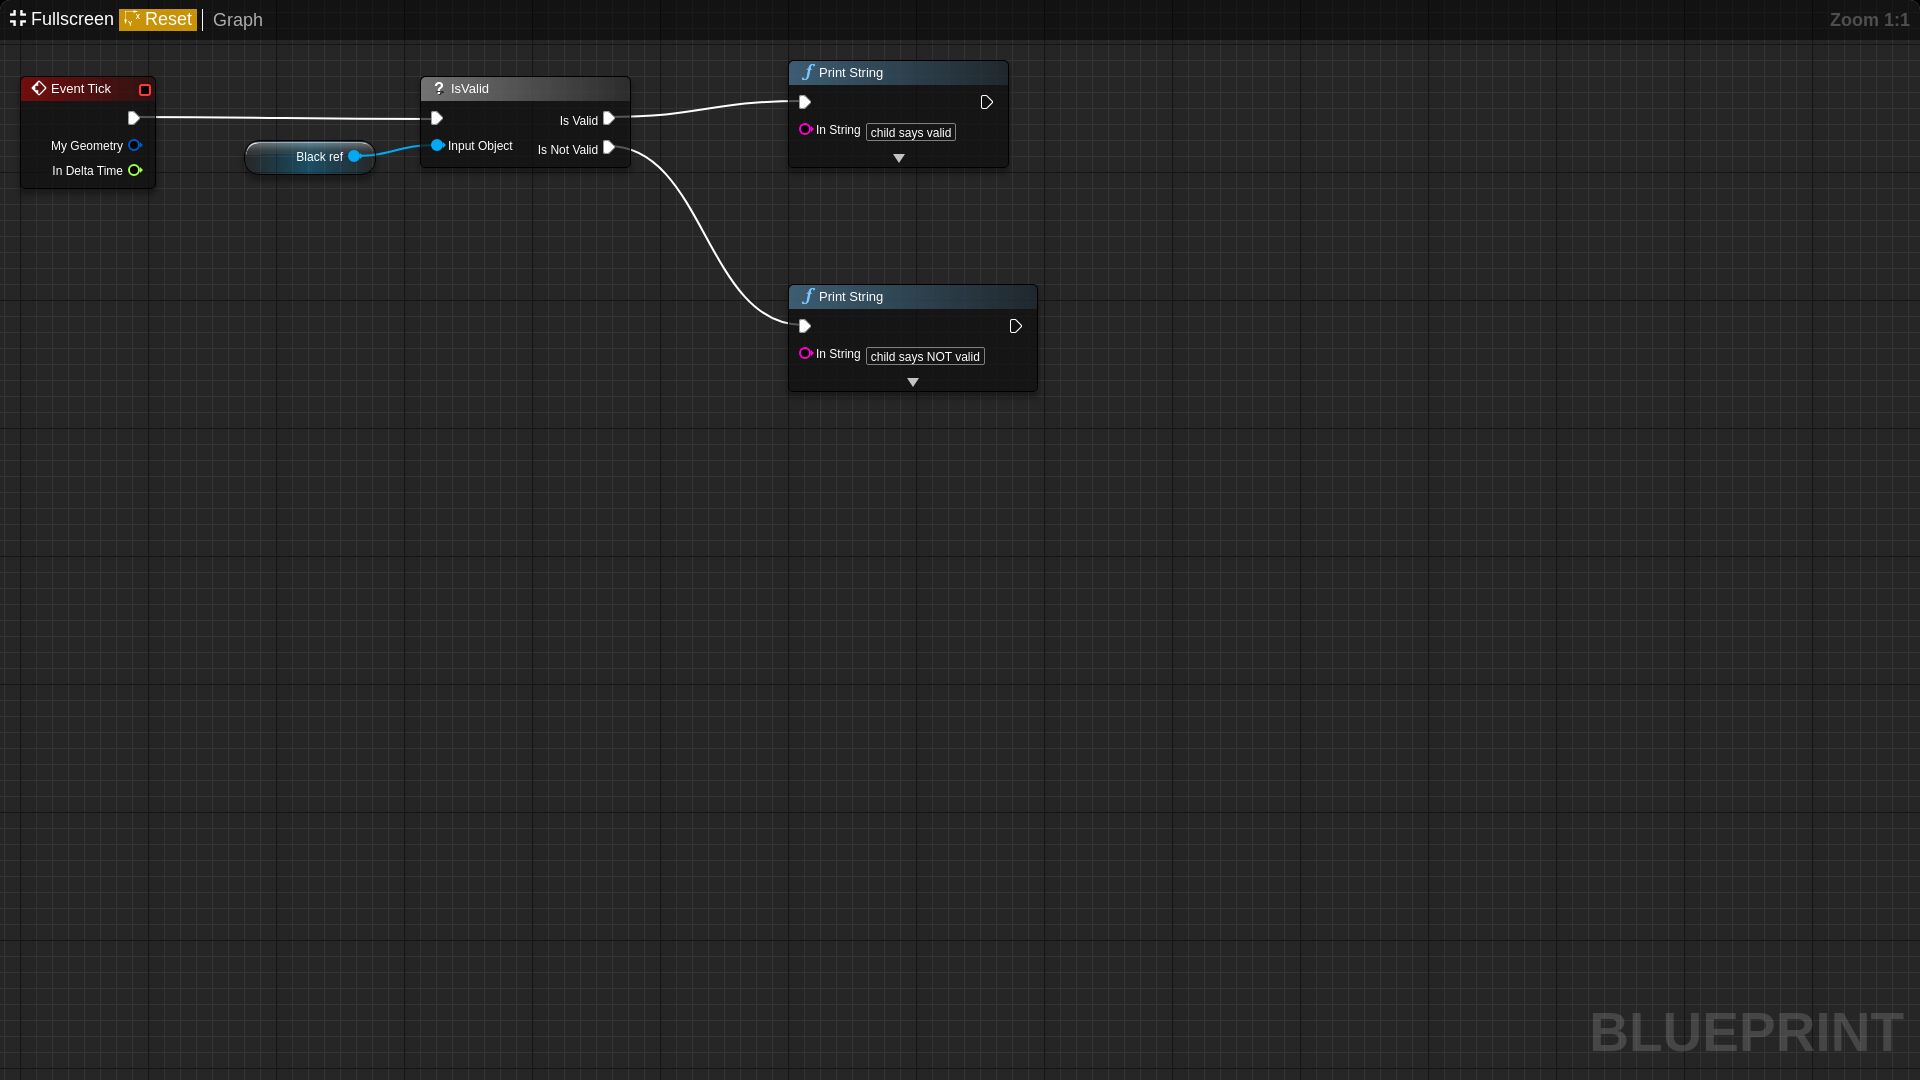 Fullscreen Reset Graph Zoom 1:1
Event Tick
My Geometry
In Delta Time
Black ref
? IsValid
Is Valid
Input Object
Is Not Valid
f Print String
In String child says valid
f Print String
In String child says NOT valid
BLUEPRINT